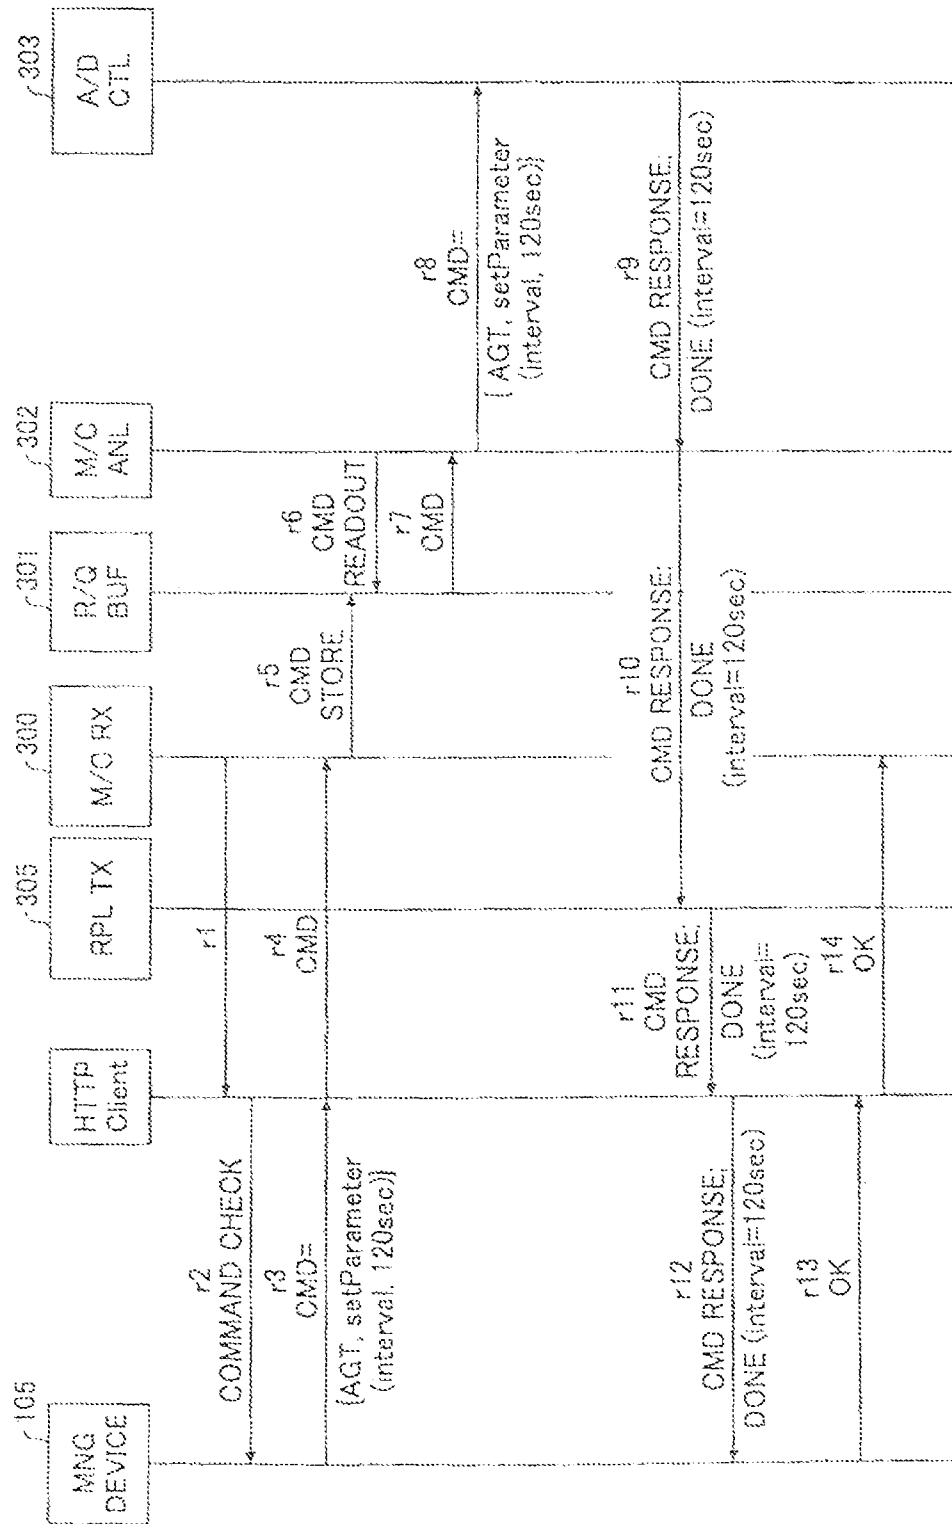 105
MNG
DEVICE
HTTP
Client
305
RPL TX
300
M/C RX
301
R/Q
BUF
302
M/C
ANL
303
A/D
CTL
r1
r2
COMMAND CHECK
r3
CMD=
{AGT, setParameter
(interval, 120sec)}
r4
CMD
r5
CMD
STORE
r6
CMD
READOUT
r7
CMD
r8
CMD=
{ AGT, setParameter
(interval, 120sec)}
r9
CMD RESPONSE;
DONE (interval=120sec)
r10
CMD RESPONSE;
DONE
(interval=120sec)
r11
CMD
RESPONSE;
DONE
(interval=
120sec)
r12
CMD RESPONSE;
DONE (interval=120sec)
r13
OK
r14
OK